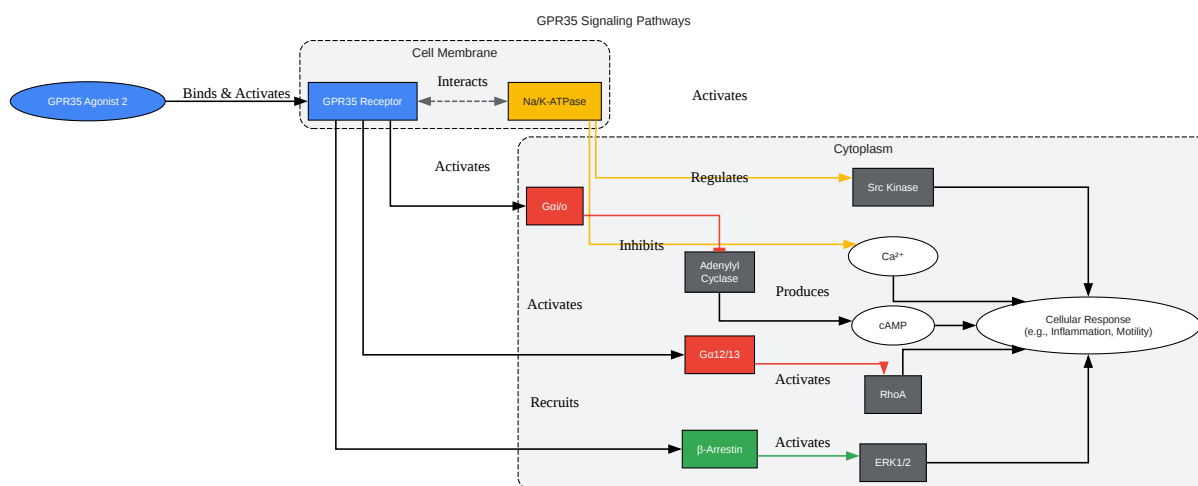 GPR35 Signaling Pathways
Cell Membrane
GPR35 Agonist 2
Binds & Activates
GPR35 Receptor
Interacts
Na/K-ATPase
Activates
Cytoplasm
Activates
Regulates
Src Kinase
Gαi/o
Inhibits
Ca²⁺
Adenylyl
Cyclase
Produces
Activates
cAMP
Cellular Response
(e.g., Inflammation, Motility)
Gα12/13
Activates
RhoA
Recruits
β-Arrestin
Activates
ERK1/2